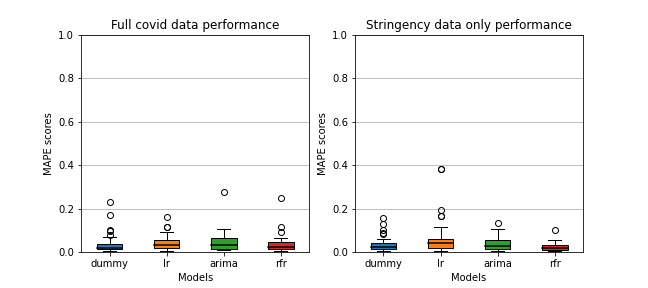 Full covid data performance
1.0
0.8
0.6
0.4
0.2
0.0
MAPE scores
dummy lr arima rfr
Models
Stringency data only performance
1.0
0.8
0.6
0.4
0.2
0.0
MAPE scores
dummy lr arima rfr
Models